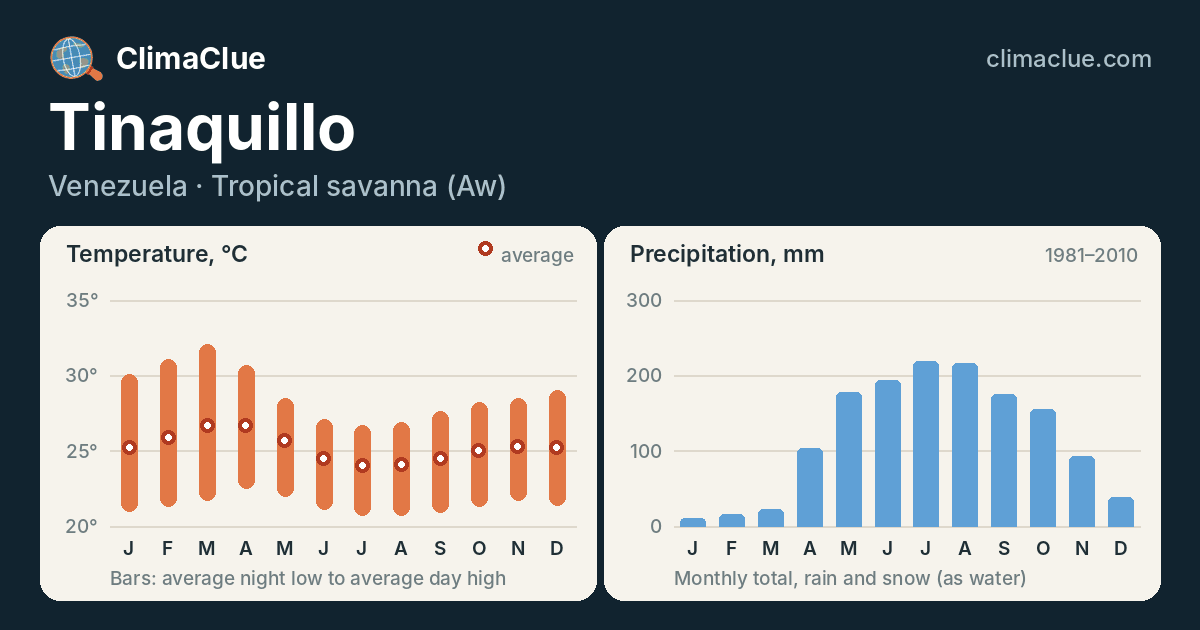 ClimaClue
climaclue.com
Tinaquillo
Venezuela · Tropical savanna (Aw)
Temperature, °C
average
35°
30°
25°
20°
J F M A M J J A S O N D
Bars: average night low to average day high
Precipitation, mm
1981–2010
300
200
100
0
J F M A M J J A S O N D
Monthly total, rain and snow (as water)